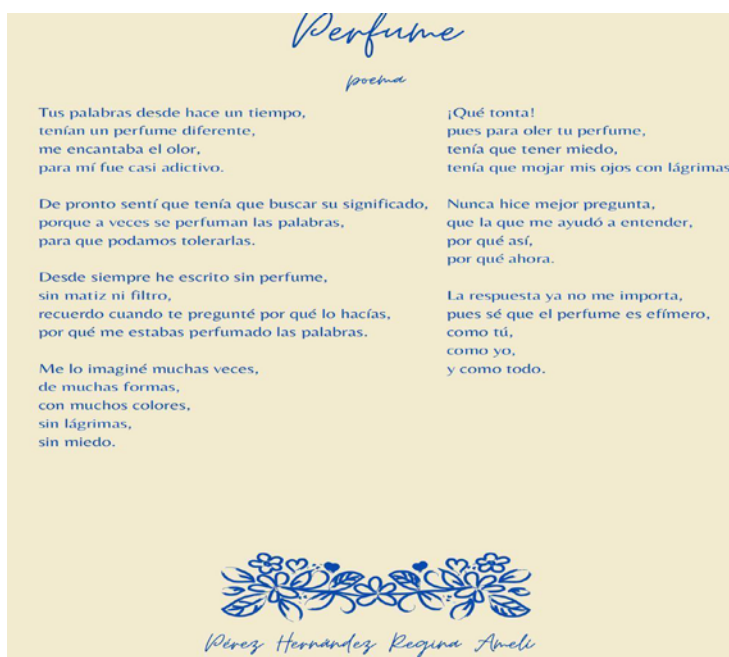 Perfume
poema
Tus palabras desde hace un tiempo,
tenían un perfume diferente,
me encantaba el olor,
para mí fue casi adictivo.
De pronto sentí que tenía que buscar su significado,
porque a veces se perfuman las palabras,
para que podamos tolerarlas.
Desde siempre he escrito sin perfume,
sin matiz ni filtro,
recuerdo cuando te pregunté por qué lo hacías,
por qué me estabas perfumado las palabras.
Me lo imaginé muchas veces,
de muchas formas,
con muchos colores,
sin lágrimas,
sin miedo.
¡Qué tonta!
pues para oler tu perfume,
tenía que tener miedo,
tenía que mojar mis ojos con lágrimas
Nunca hice mejor pregunta,
que la que me ayudó a entender,
por qué así,
por qué ahora.
La respuesta ya no me importa,
pues sé que el perfume es efímero,
como tú,
como yo,
y como todo.
Pérez Hernández Regina Ameli